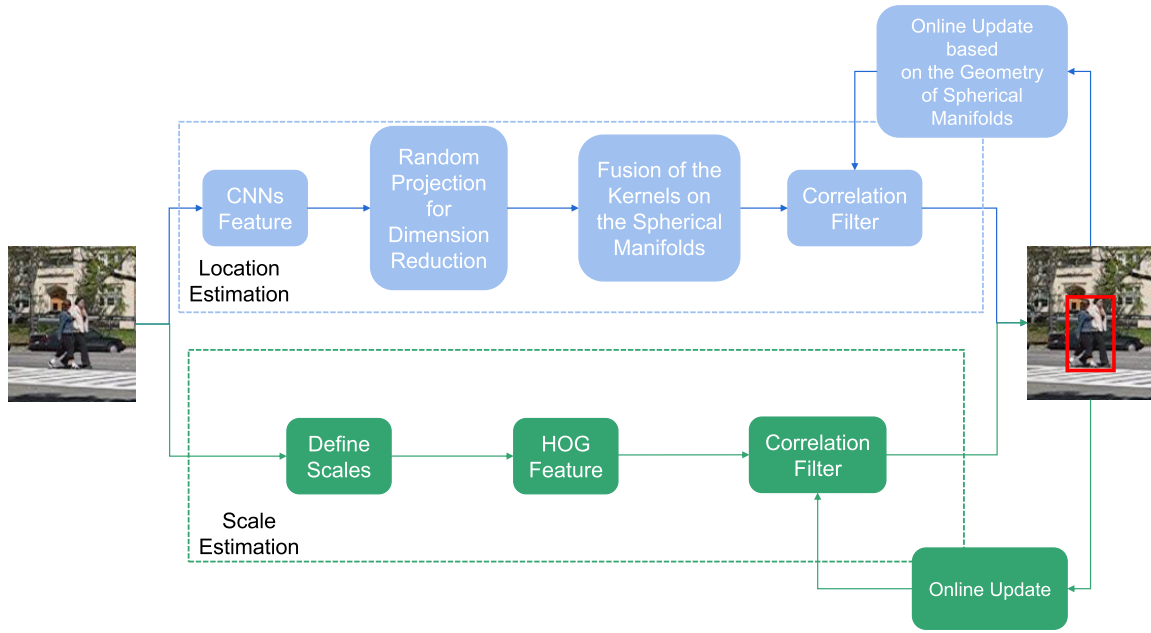 Online Update
based
on the Geometry
of Spherical
Manifolds
CNNs
Feature
Random
Projection
for
Dimension
Reduction
Fusion of the
Kernels on
the Spherical
Manifolds
Correlation
Filter
Location
Estimation
Define
Scales
HOG
Feature
Correlation
Filter
Scale
Estimation
Online Update